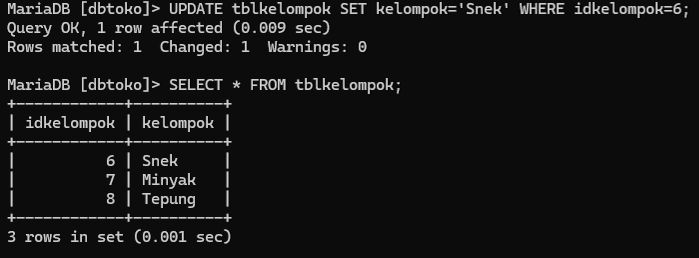 MariaDB [dbtoko]> UPDATE tblkelompok SET kelompok='Snek' WHERE idkelompok=6;
Query OK, 1 row affected (0.009 sec)
Rows matched: 1  Changed: 1  Warnings: 0

MariaDB [dbtoko]> SELECT * FROM tblkelompok;
+------------+----------+
| idkelompok | kelompok |
+------------+----------+
|          6 | Snek     |
|          7 | Minyak   |
|          8 | Tepung   |
+------------+----------+
3 rows in set (0.001 sec)